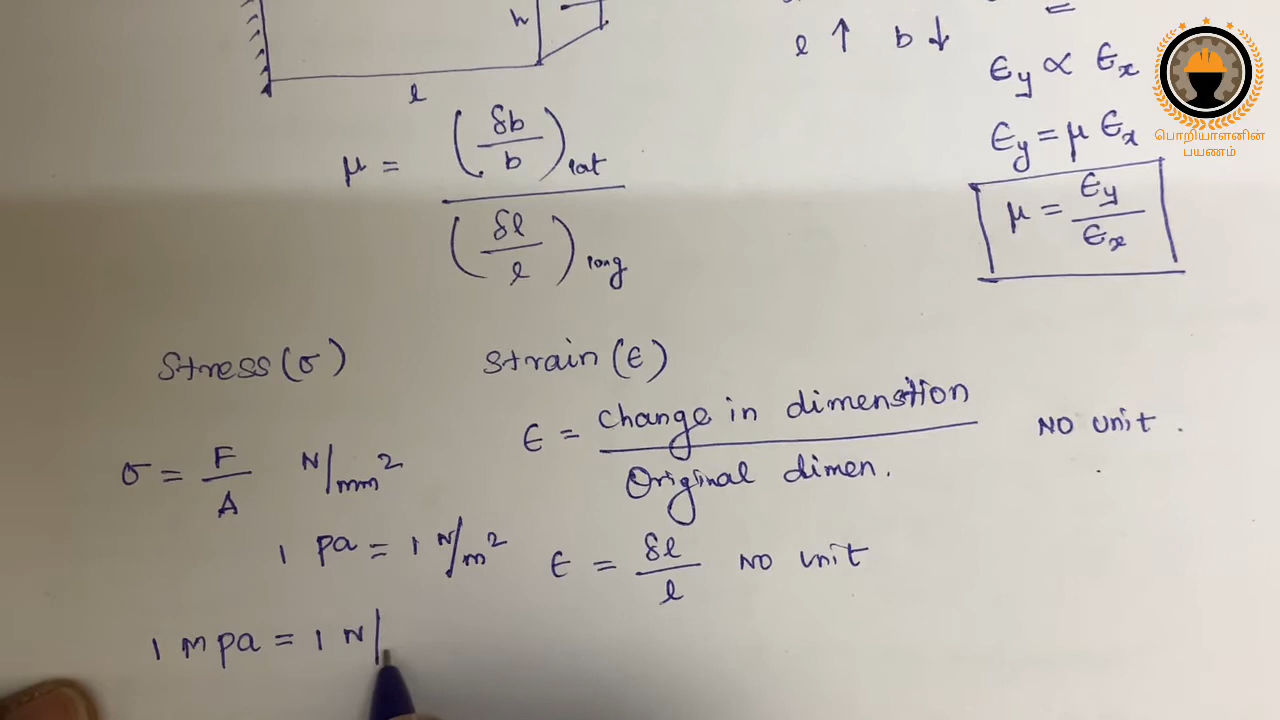 h
l ↑ b ↓
l
ϵy ∝ ϵx
ϵy = μ ϵx
μ = ϵy / ϵx
μ = (δb / b)lat / (δl / l)long
பொறியாளனின்
பயணம்
Stress (σ)
Strain (ϵ)
σ = F / A N/mm²
1 Pa = 1 N/m²
1 MPa = 1 N/
ϵ = Change in dimenstion / Original dimen.
NO unit.
ϵ = δl / l NO unit